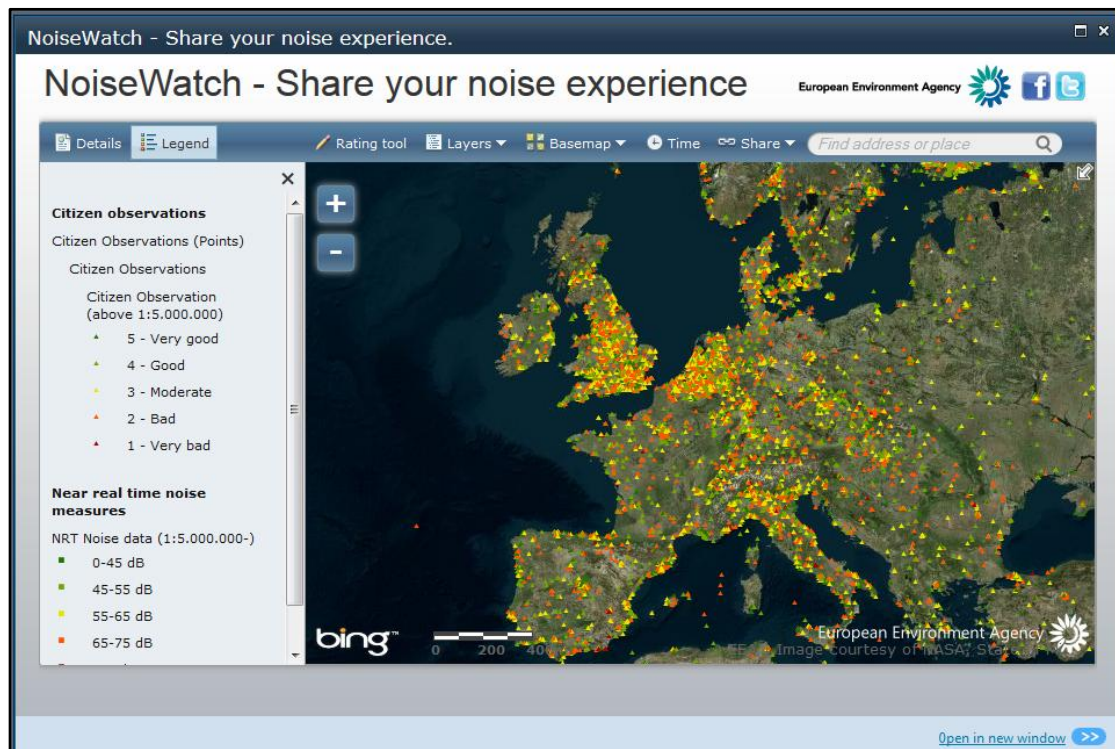 NoiseWatch - Share your noise experience.
NoiseWatch - Share your noise experience
European Environment Agency
Details
Legend
Rating tool
Layers
Basemap
Time
Share
Find address or place
Citizen observations
Citizen Observations (Points)
Citizen Observations
Citizen Observation
(above 1:5.000.000)
5 - Very good
4 - Good
3 - Moderate
2 - Bad
1 - Very bad
Near real time noise
measures
NRT Noise data (1:5.000.000-)
0-45 dB
45-55 dB
55-65 dB
65-75 dB
+
-
bing™
0 200
European Environment Agency
Image courtesy of NASA,
Open in new window >>